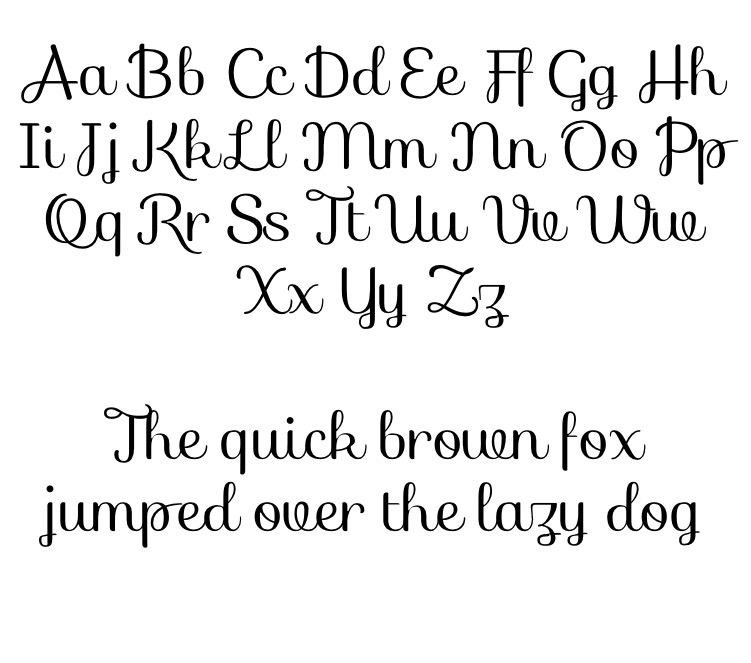 Aa Bb Cc Dd Ee Ff Gg Hh
Ii Jj Kk Ll Mm Nn Oo Pp
Qq Rr Ss Tt Uu Vv Ww
Xx Yy Zz
The quick brown fox
jumped over the lazy dog